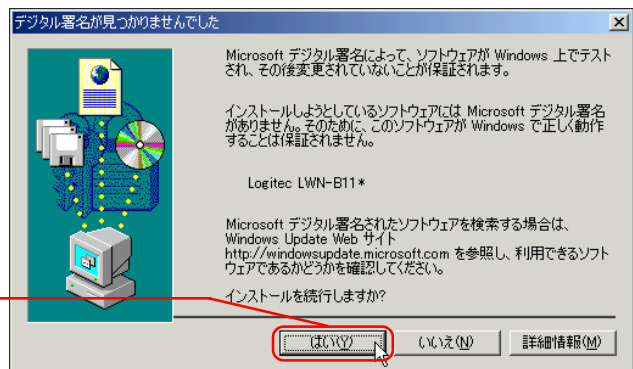 デジタル署名が見つかりませんでした
Microsoft デジタル署名によって、ソフトウェアが Windows 上でテスト
され、その後変更されていないことが保証されます。
インストールしようとしているソフトウェアには Microsoft デジタル署名
がありません。そのために、このソフトウェアが Windows で正しく動作
することは保証されません。
Logitec LWN-B11*
Microsoft デジタル署名されたソフトウェアを検索する場合は、
Windows Update Web サイト
http://windowsupdate.microsoft.com を参照し、利用できるソフト
ウェアであるかどうかを確認してください。
インストールを続行しますか?
はい(Y)
いいえ(N)
詳細情報(M)